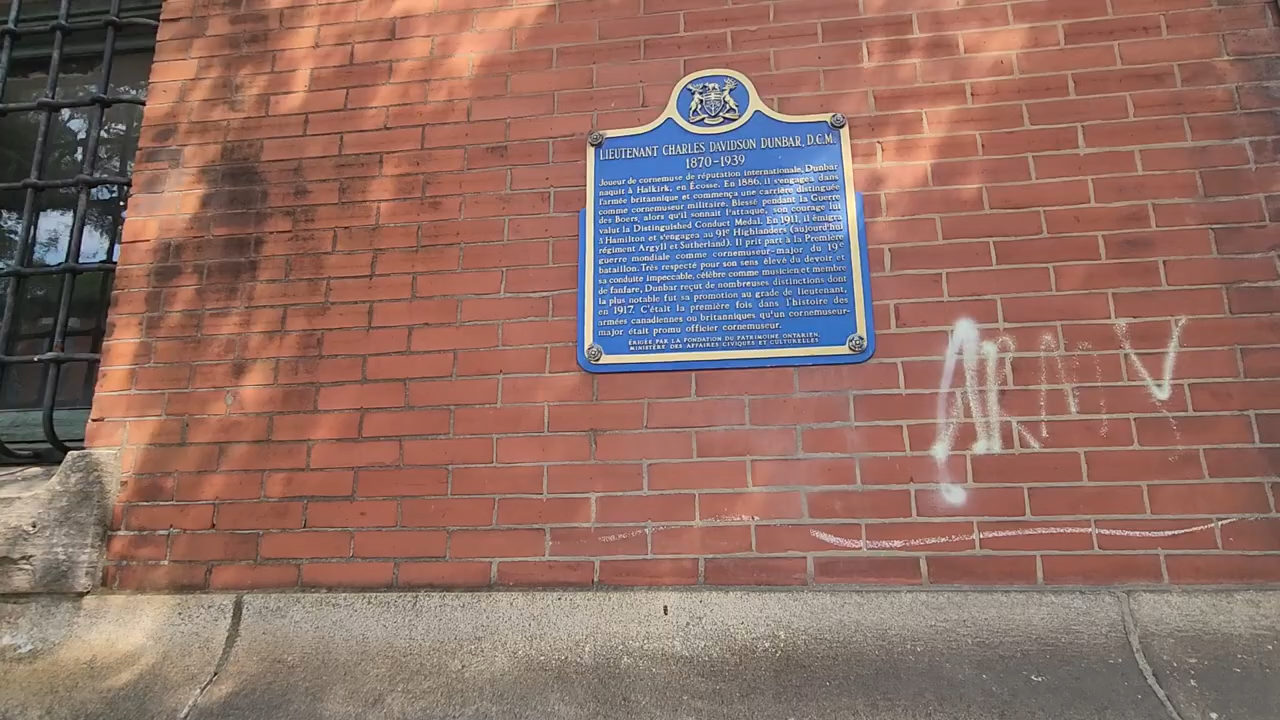 LIEUTENANT CHARLES DAVIDSON DUNBAR, D.C.M.
1870-1939
Joueur de cornemuse de réputation internationale, Dunbar
naquit à Halkirk, en Écosse. En 1886, il s'engagea dans
l'armée britannique et commença une carrière distinguée
comme cornemuseur militaire. Blessé pendant la Guerre
des Boers, alors qu'il sonnait l'attaque, son courage lui
valut la Distinguished Conduct Medal. En 1911, il émigra
à Hamilton et s'engagea au 91e Highlanders (aujourd'hui
régiment Argyll et Sutherland). Il prit part à la Première
guerre mondiale comme cornemuseur-major du 19e
bataillon. Très respecté pour son sens élevé du devoir et
sa conduite impeccable, célèbre comme musicien et membre
de fanfare, Dunbar reçut de nombreuses distinctions dont
la plus notable fut sa promotion au grade de lieutenant,
en 1917. C'était la première fois dans l'histoire des
armées canadiennes ou britanniques qu'un cornemuseur-
major était promu officier cornemuseur.
ÉRIGÉE PAR LA FONDATION DU PATRIMOINE ONTARIEN,
MINISTÈRE DES AFFAIRES CIVIQUES ET CULTURELLES